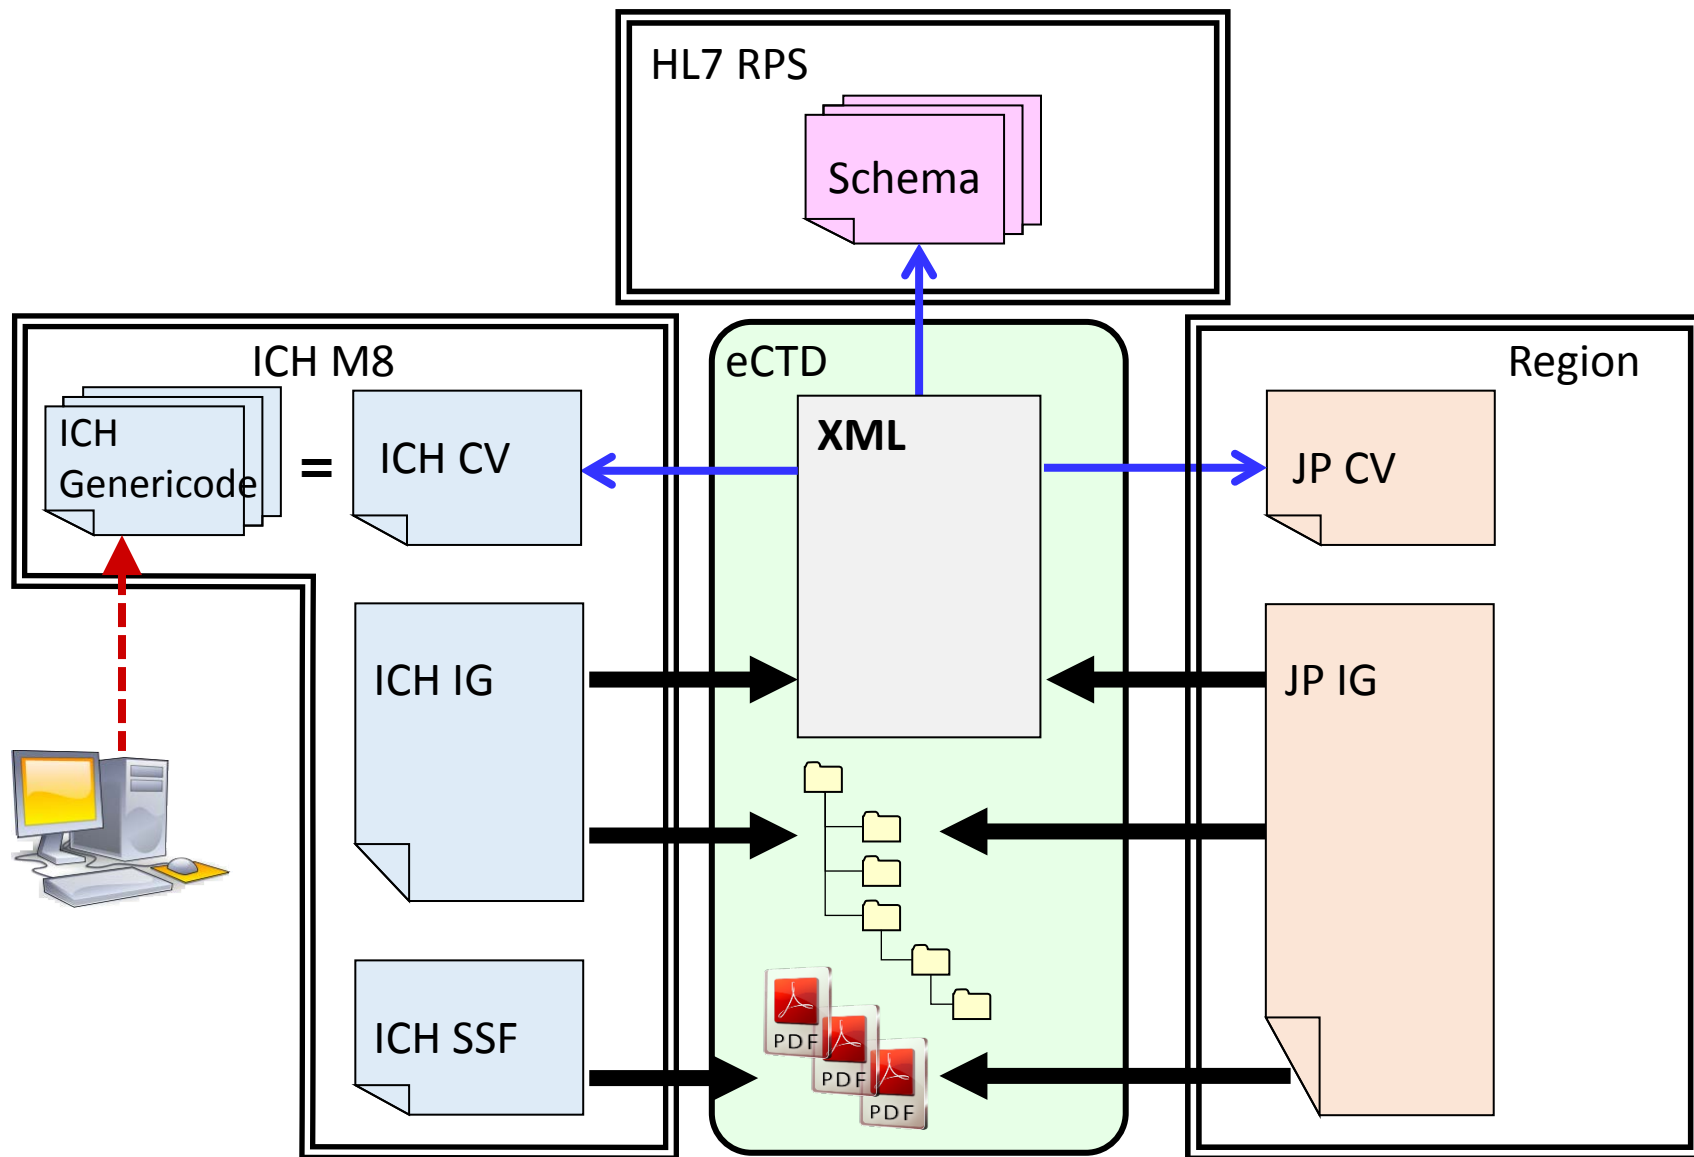 HL7 RPS
Schema
ICH M8
ICH
Genericode
=
ICH CV
ICH IG
ICH SSF
eCTD
XML
PDF
PDF
PDF
Region
JP CV
JP IG